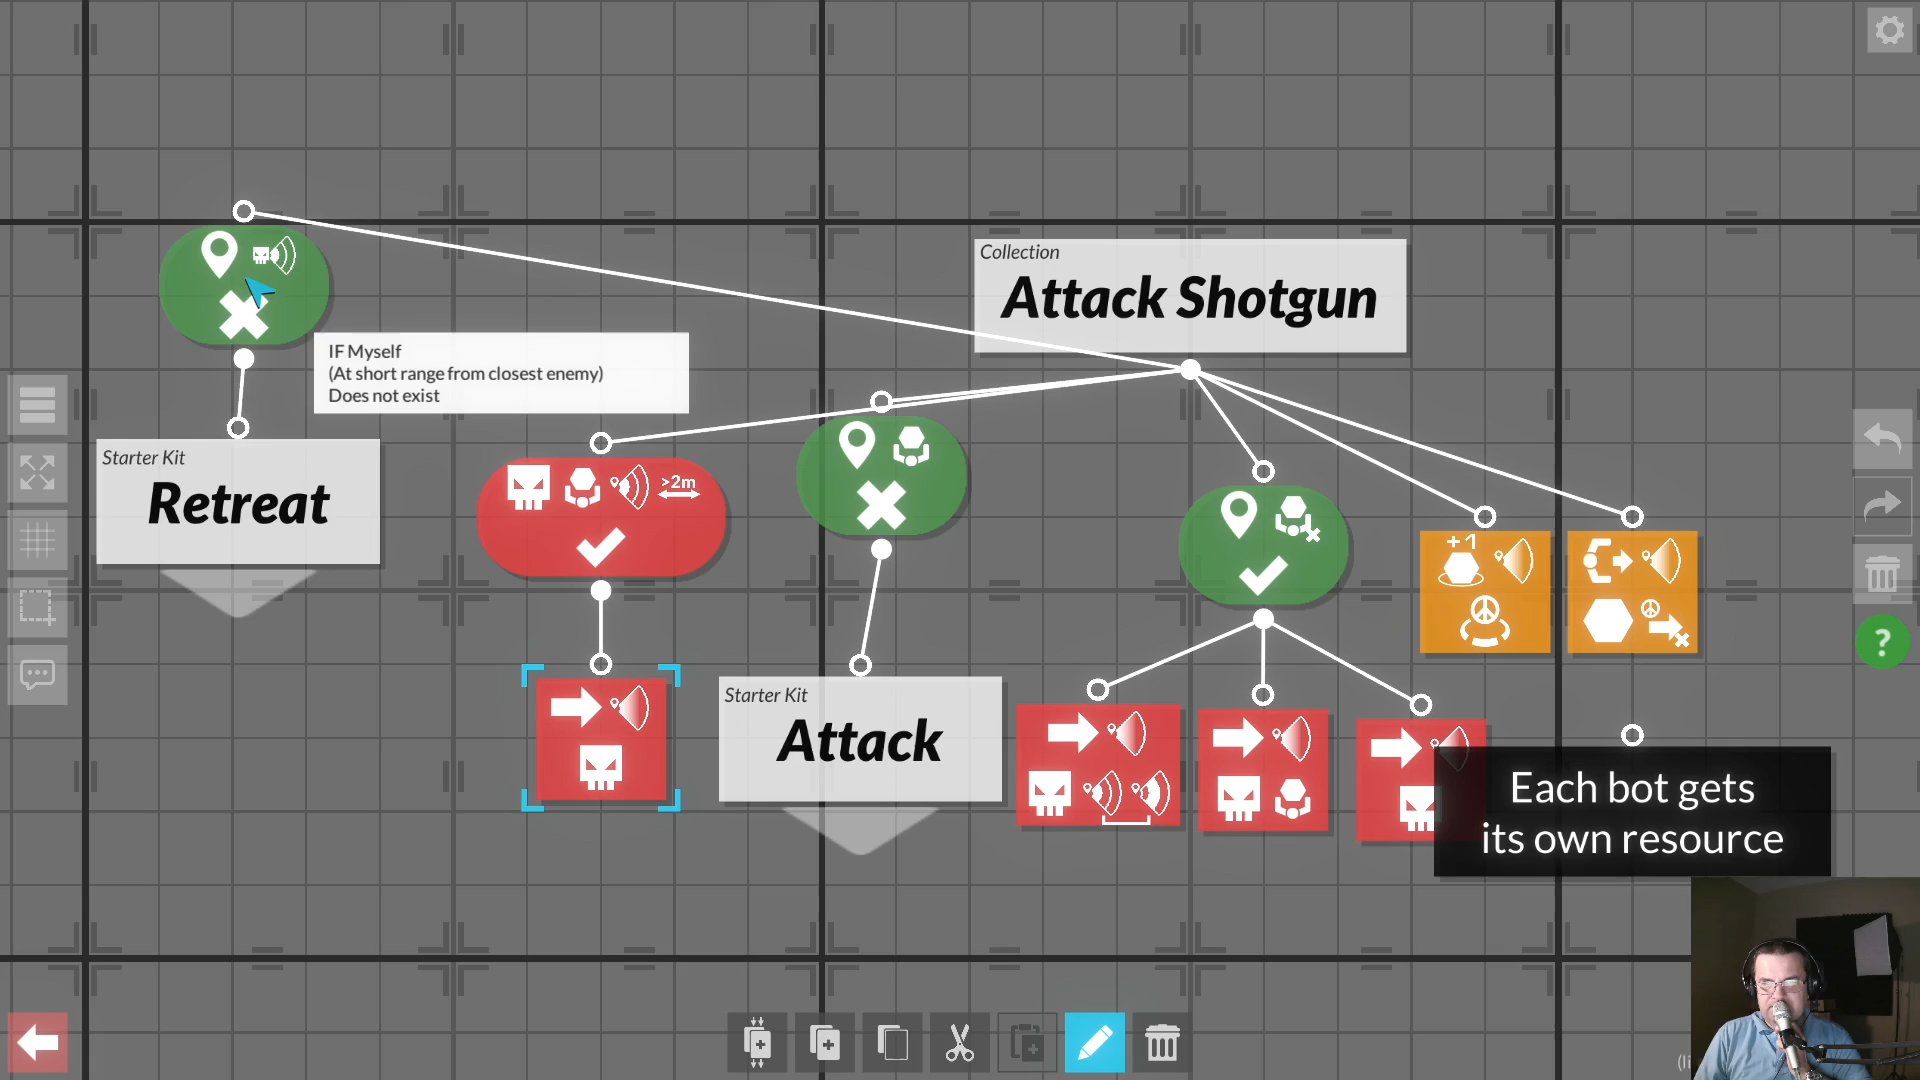 Collection
Attack Shotgun
IF Myself
(At short range from closest enemy)
Does not exist
Starter Kit
Retreat
>2m
+1
Starter Kit
Attack
Each bot gets
its own resource
?
(li